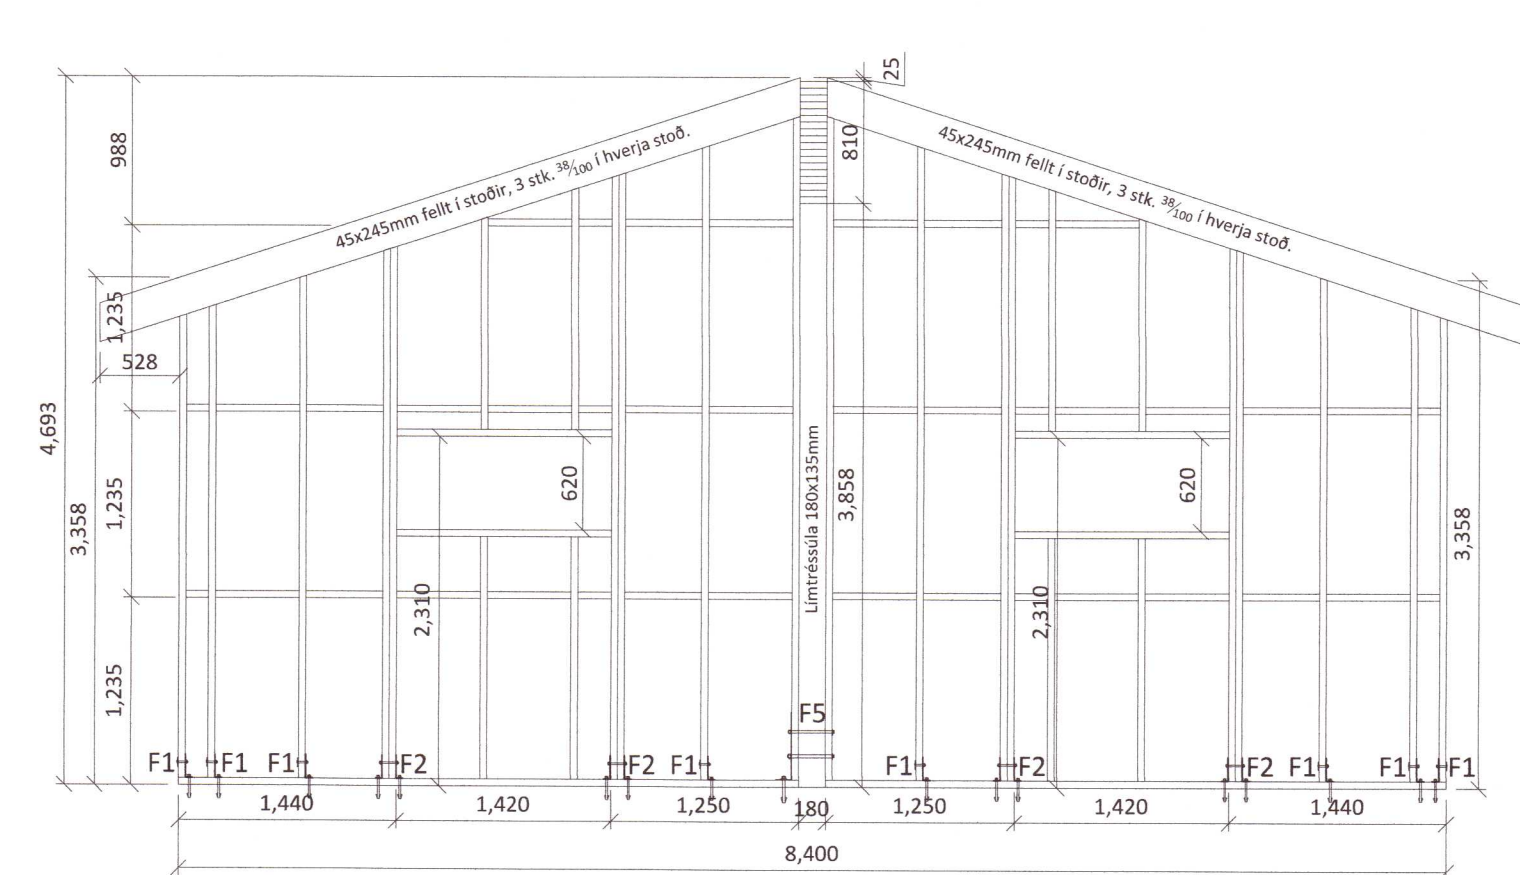 25
988
810
45x245mm fellt í stoðir, 3 stk. 38/100 í hverja stoð.
45x245mm fellt í stoðir, 3 stk. 38/100 í hverja stoð.
1,235
528
4,693
3,358
1,235
620
Límtréssúla 180x135mm
3,858
620
3,358
2,310
2,310
1,235
F5
F1
F1
F1
F2
F2
F1
F1
F2
F2
F1
F1
F1
1,440
1,420
1,250
180
1,250
1,420
1,440
8,400